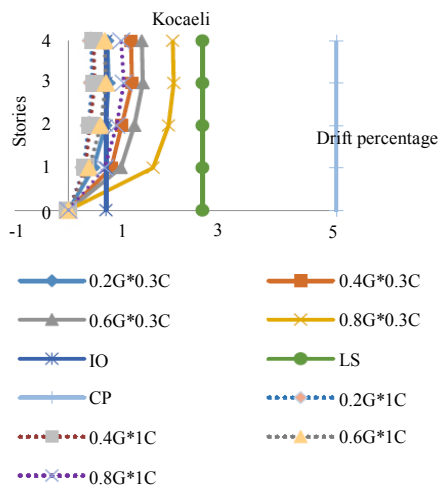 Kocaeli
4
3
Stories
2
Drift percentage
1
0
-1 1 3 5
0.2G*0.3C 0.4G*0.3C
0.6G*0.3C 0.8G*0.3C
IO LS
CP 0.2G*1C
0.4G*1C 0.6G*1C
0.8G*1C